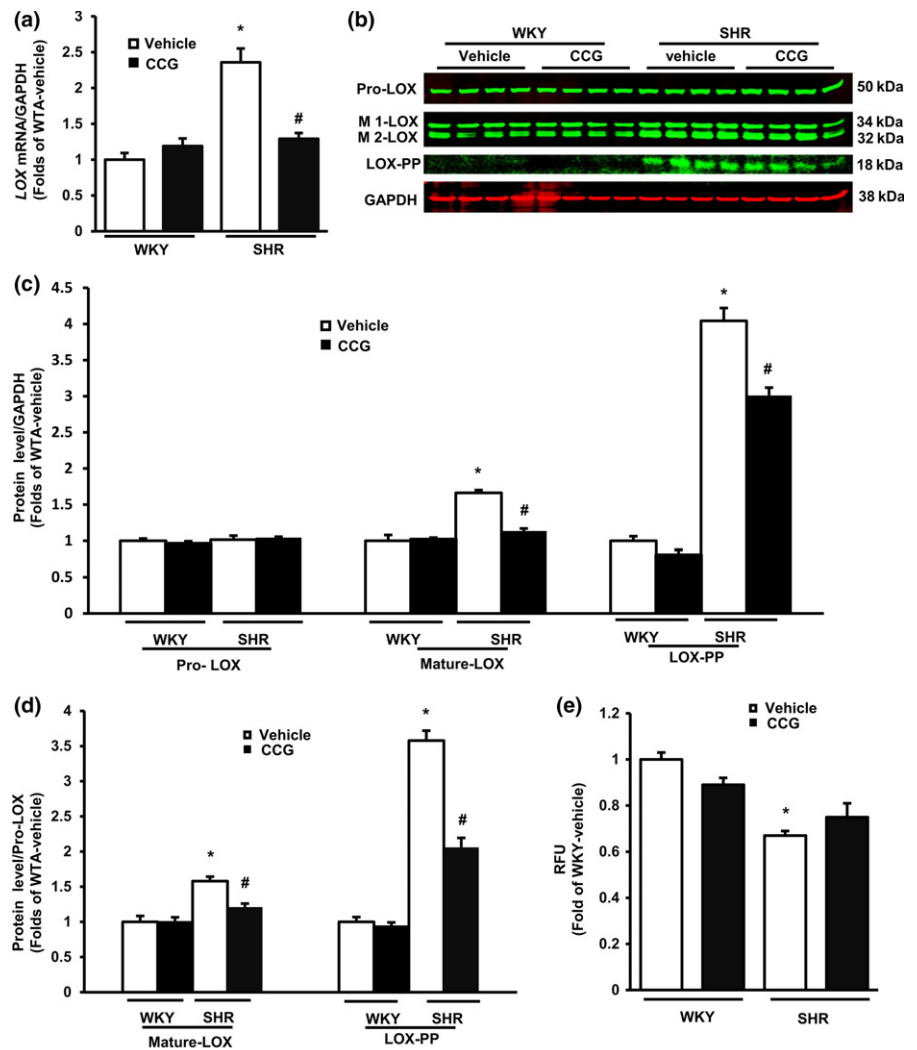 (a)
LOX mRNA/GAPDH
(Folds of WTA-vehicle)
3
2.5
2
1.5
1
0.5
0
Vehicle
CCG
*
#
WKY
SHR
(b)
WKY
SHR
Vehicle
CCG
vehicle
CCG
Pro-LOX
50 kDa
M 1-LOX
34 kDa
M 2-LOX
32 kDa
LOX-PP
18 kDa
GAPDH
38 kDa
(c)
Protein level/GAPDH
(Folds of WTA-vehicle)
4.5
4
3.5
3
2.5
2
1.5
1
0.5
0
Vehicle
CCG
*
#
*
#
WKY
SHR
WKY
SHR
WKY
SHR
Pro- LOX
Mature-LOX
LOX-PP
(d)
Protein level/Pro-LOX
(Folds of WTA-vehicle)
4
3.5
3
2.5
2
1.5
1
0.5
0
Vehicle
CCG
*
#
*
#
WKY
SHR
WKY
SHR
Mature-LOX
LOX-PP
(e)
RFU
(Fold of WKY-vehicle)
1.2
1
0.8
0.6
0.4
0.2
0
Vehicle
CCG
*
WKY
SHR